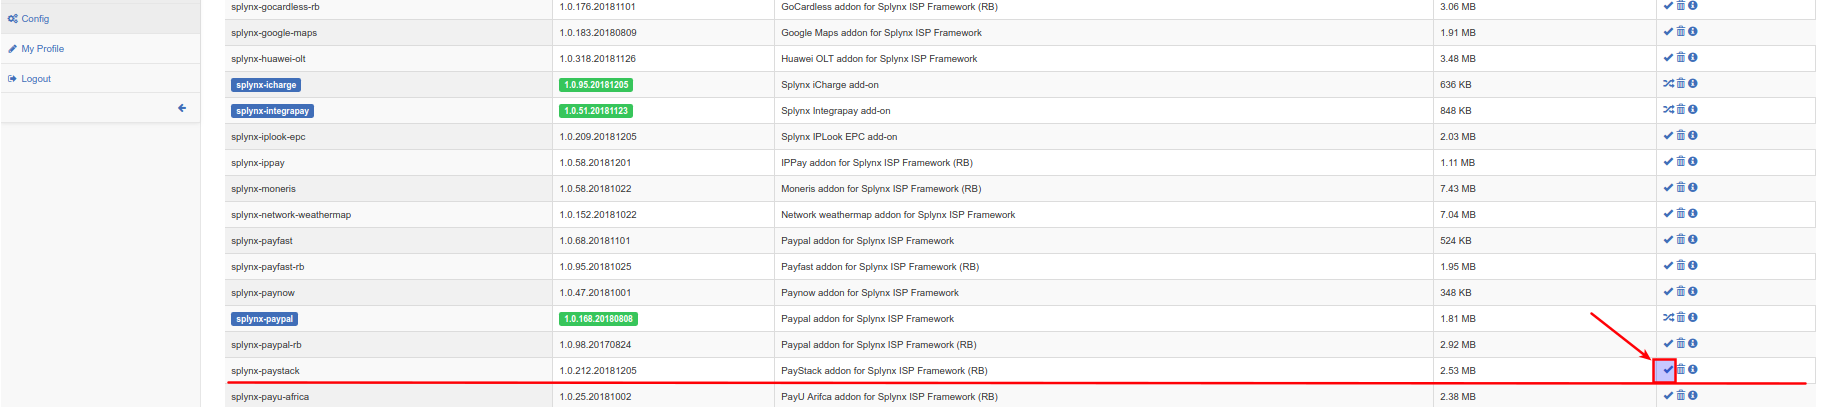 splynx-gocardless-rb 1.0.176.20181101 GoCardless addon for Splynx ISP Framework (RB) 3.06 MB
Config
splynx-google-maps 1.0.183.20180809 Google Maps addon for Splynx ISP Framework 1.91 MB
My Profile
splynx-huawei-olt 1.0.318.20181126 Huawei OLT addon for Splynx ISP Framework 3.48 MB
Logout
splynx-icharge 1.0.95.20181205 Splynx iCharge add-on 636 KB
splynx-integrapay 1.0.51.20181123 Splynx Integrapay add-on 848 KB
splynx-iplook-epc 1.0.209.20181205 Splynx IPLook EPC add-on 2.03 MB
splynx-ippay 1.0.58.20181201 IPPay addon for Splynx ISP Framework (RB) 1.11 MB
splynx-moneris 1.0.58.20181022 Moneris addon for Splynx ISP Framework (RB) 7.43 MB
splynx-network-weathermap 1.0.152.20181022 Network weathermap addon for Splynx ISP Framework 7.04 MB
splynx-payfast 1.0.68.20181101 Paypal addon for Splynx ISP Framework 524 KB
splynx-payfast-rb 1.0.95.20181025 Payfast addon for Splynx ISP Framework (RB) 1.95 MB
splynx-paynow 1.0.47.20181001 Paynow addon for Splynx ISP Framework 348 KB
splynx-paypal 1.0.168.20180808 Paypal addon for Splynx ISP Framework 1.81 MB
splynx-paypal-rb 1.0.98.20170824 Paypal addon for Splynx ISP Framework (RB) 2.92 MB
splynx-paystack 1.0.212.20181205 PayStack addon for Splynx ISP Framework (RB) 2.53 MB
splynx-payu-africa 1.0.25.20181002 PayU Arifca addon for Splynx ISP Framework (RB) 2.38 MB